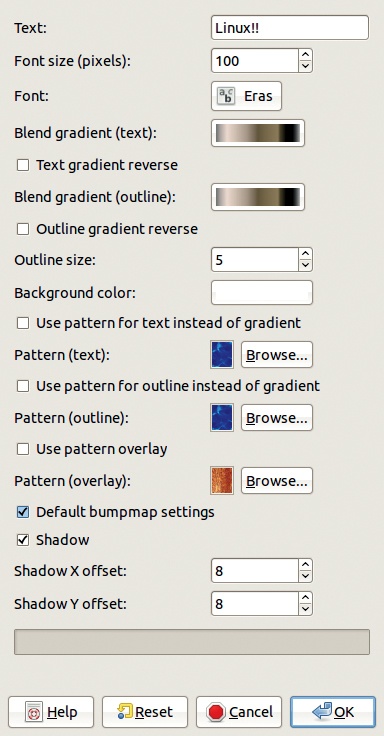 Text: Linux!!
Font size (pixels): 100
Font: abc Eras
Blend gradient (text):
Text gradient reverse
Blend gradient (outline):
Outline gradient reverse
Outline size: 5
Background color:
Use pattern for text instead of gradient
Pattern (text): Browse...
Use pattern for outline instead of gradient
Pattern (outline): Browse...
Use pattern overlay
Pattern (overlay): Browse...
Default bumpmap settings
Shadow
Shadow X offset: 8
Shadow Y offset: 8
Help Reset Cancel OK